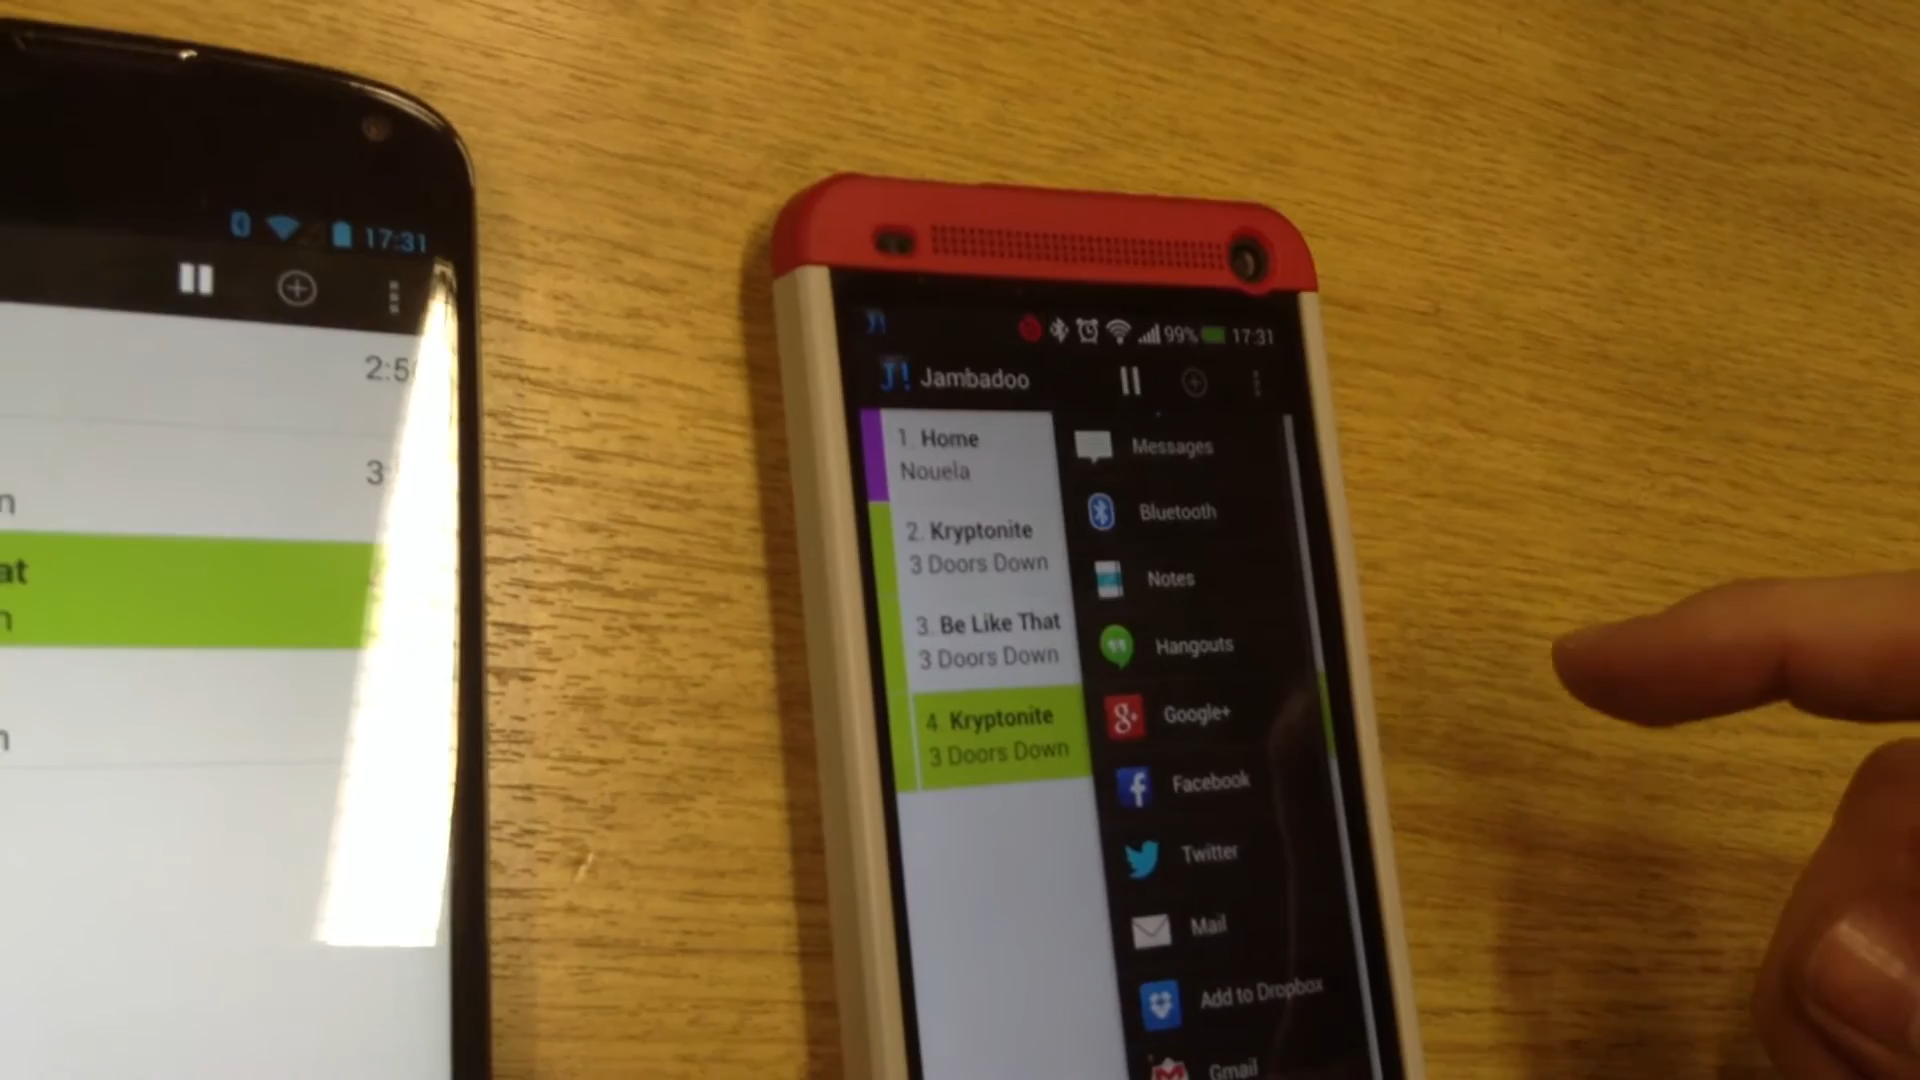 17:31
2:5
3
n
at
n
n
J!
99% 17:31
J! Jambadoo
1. Home
Nouela
2. Kryptonite
3 Doors Down
3. Be Like That
3 Doors Down
4. Kryptonite
3 Doors Down
Messages
Bluetooth
Notes
Hangouts
Google+
Facebook
Twitter
Mail
Add to Dropbox
Gmail